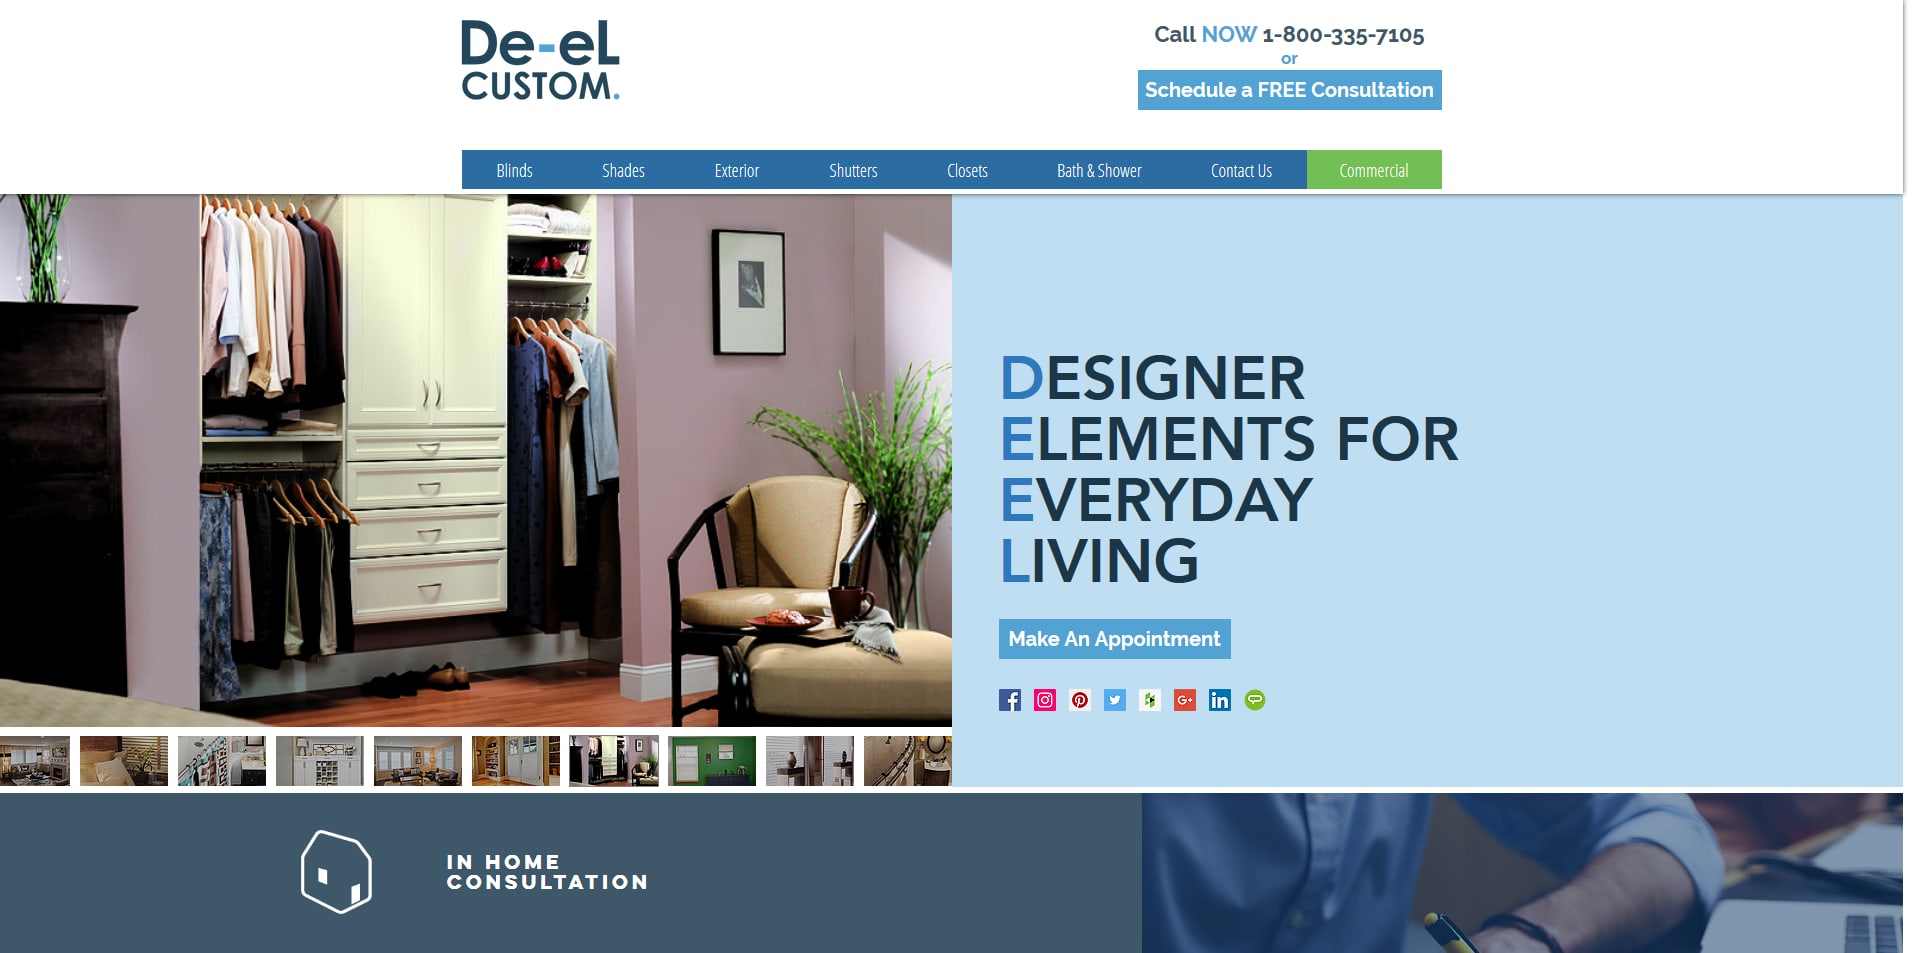 De-eL
CUSTOM.
Call NOW 1-800-335-7105
or
Schedule a FREE Consultation
Blinds
Shades
Exterior
Shutters
Closets
Bath & Shower
Contact Us
Commercial
DESIGNER
ELEMENTS FOR
EVERYDAY
LIVING
Make An Appointment
IN HOME
CONSULTATION